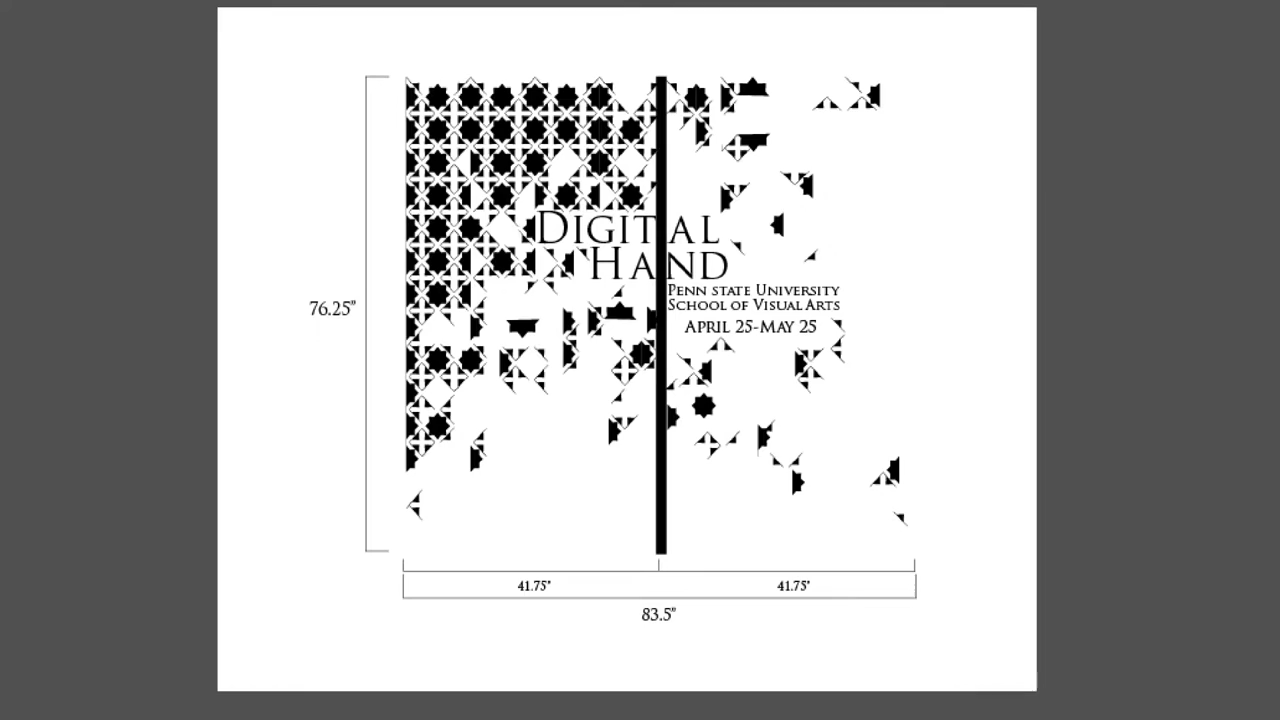 DIGITAL
HAND
PENN STATE UNIVERSITY
SCHOOL OF VISUAL ARTS
APRIL 25-MAY 25
76.25”
41.75”
41.75”
83.5”